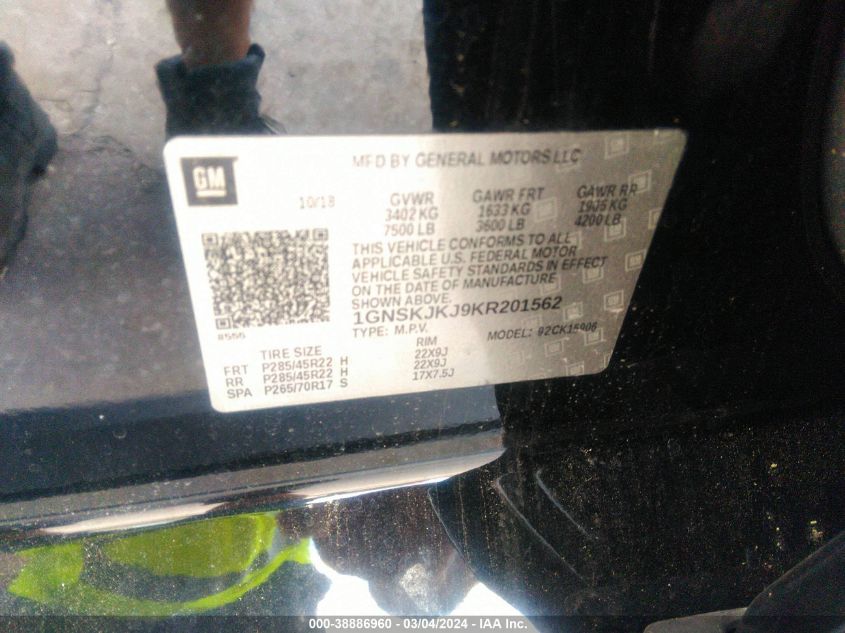 GM
MFD BY GENERAL MOTORS LLC
10/18 GVWR GAWR FRT GAWR RR
3402 KG 1633 KG 1905 KG
7500 LB 3600 LB 4200 LB
THIS VEHICLE CONFORMS TO ALL
APPLICABLE U.S. FEDERAL MOTOR
VEHICLE SAFETY STANDARDS IN EFFECT
ON THE DATE OF MANUFACTURE
SHOWN ABOVE.
1GNSKJKJ9KR201562
TYPE: M.P.V. MODEL: 92CK15906
TIRE SIZE RIM
FRT P285/45R22 H 22X9J
RR P285/45R22 H 22X9J
SPA P265/70R17 S 17X7.5J
000-38886960 - 03/04/2024 - IAA Inc.